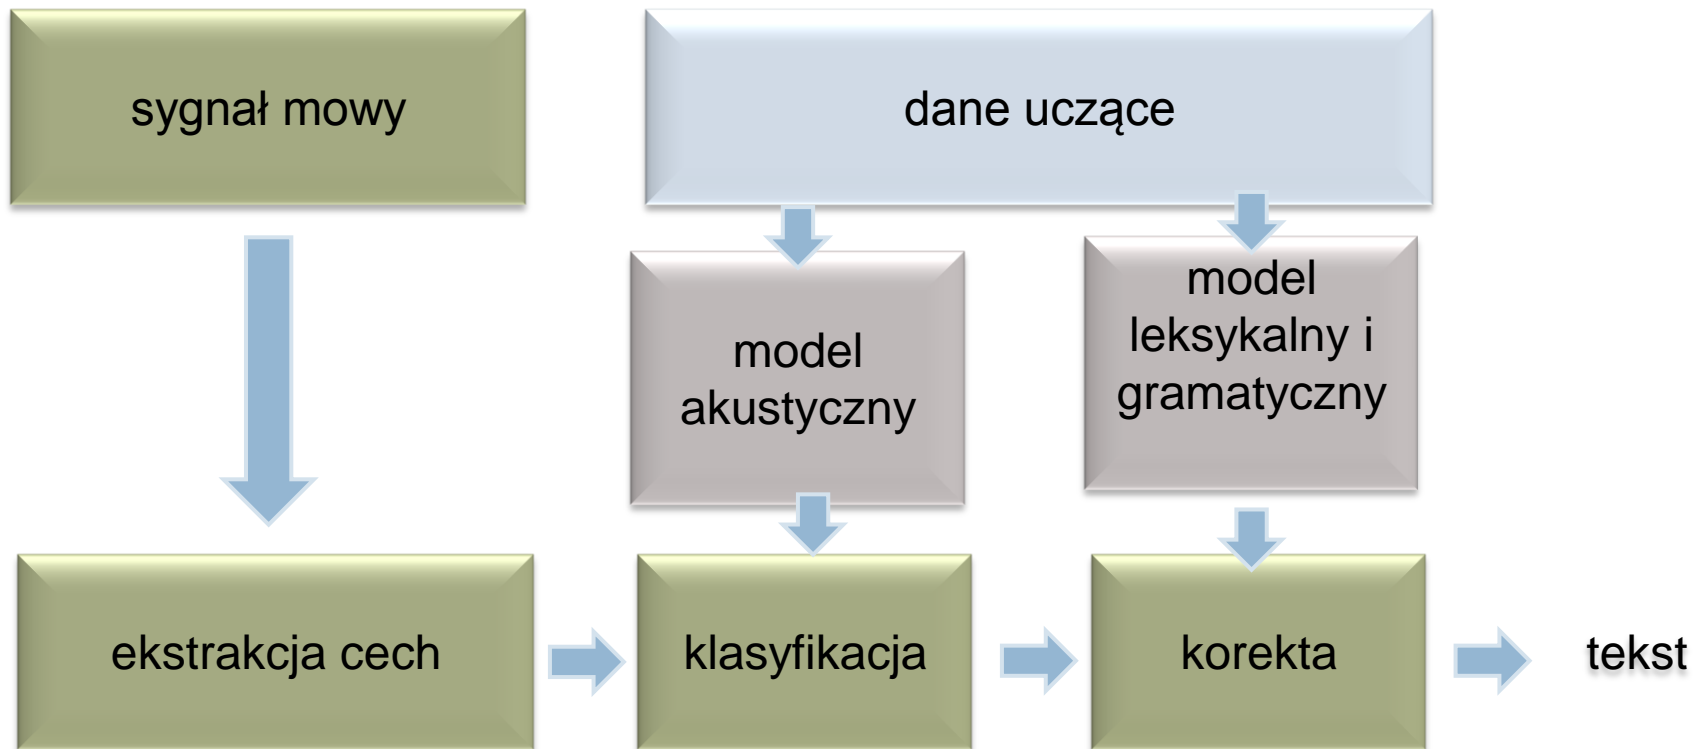 sygnał mowy
dane uczące
model
akustyczny
model
leksykalny i
gramatyczny
ekstrakcja cech
klasyfikacja
korekta
tekst